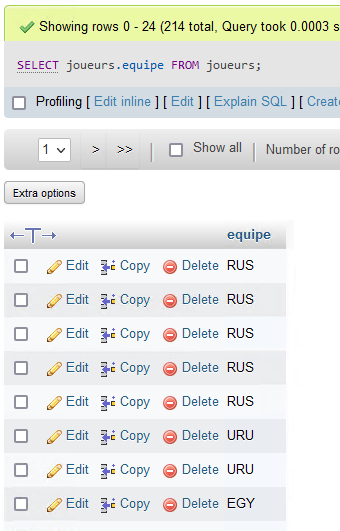 Showing rows 0 - 24 (214 total, Query took 0.0003 s
SELECT joueurs.equipe FROM joueurs;
Profiling [ Edit inline ] [ Edit ] [ Explain SQL ] [ Create
1 > >> Show all Number of ro
Extra options
equipe
Edit Copy Delete RUS
Edit Copy Delete RUS
Edit Copy Delete RUS
Edit Copy Delete RUS
Edit Copy Delete RUS
Edit Copy Delete URU
Edit Copy Delete URU
Edit Copy Delete EGY